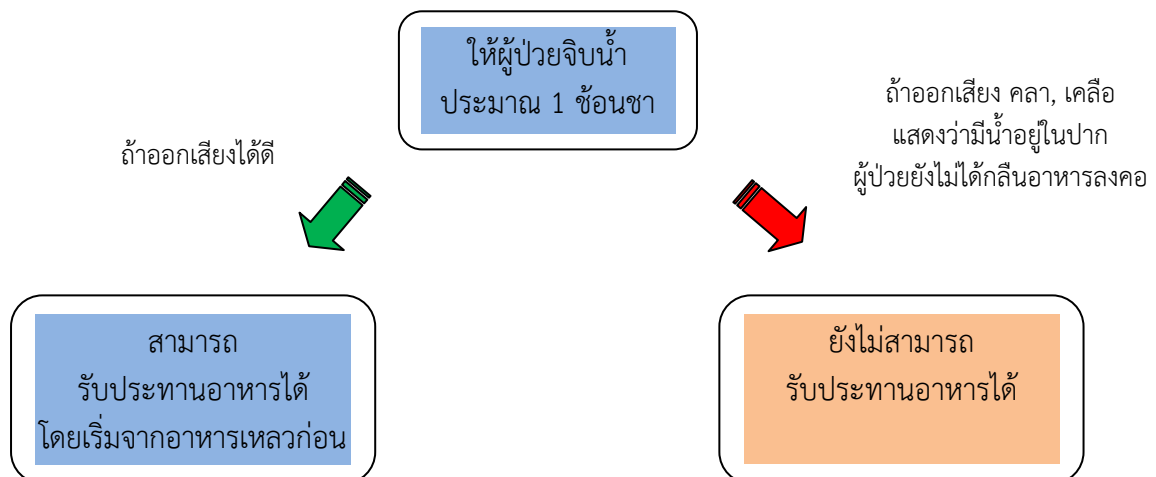 ให้ผู้ป่วยจิบน้ำ
ประมาณ 1 ช้อนชา
ถ้าออกเสียงได้ดี
ถ้าออกเสียง คลา, เคลือ
แสดงว่ามีน้ำอยู่ในปาก
ผู้ป่วยยังไม่ได้กลืนอาหารลงคอ
สามารถ
รับประทานอาหารได้
โดยเริ่มจากอาหารเหลวก่อน
ยังไม่สามารถ
รับประทานอาหารได้